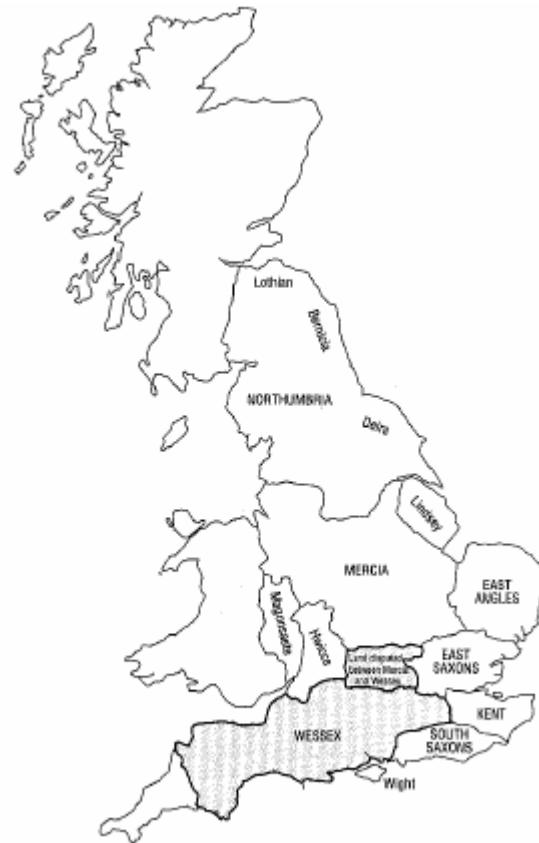 Lothian
Bernicia
NORTHUMBRIA
Deira
Lindsey
MERCIA
EAST
ANGLES
Magonsaete
Hwicce
Land disputed
between Mercia
and Wessex
EAST
SAXONS
KENT
WESSEX
SOUTH
SAXONS
Wight